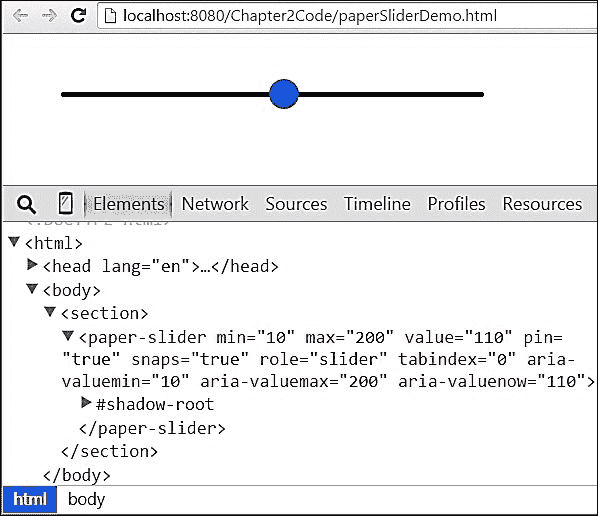 localhost:8080/Chapter2Code/paperSliderDemo.html
Elements Network Sources Timeline Profiles Resources
<!DOCTYPE html>
<html>
<head lang="en">…</head>
<body>
<section>
<paper-slider min="10" max="200" value="110" pin=
"true" snaps="true" role="slider" tabindex="0" aria-
valuemin="10" aria-valuemax="200" aria-valuenow="110">
#shadow-root
</paper-slider>
</section>
</body>
html body